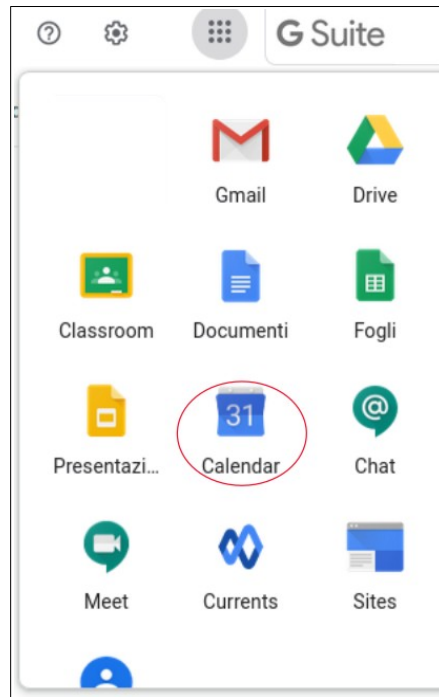 G Suite
Gmail Drive
Classroom Documenti Fogli
31
@
Presentazi... Calendar Chat
Meet Currents Sites